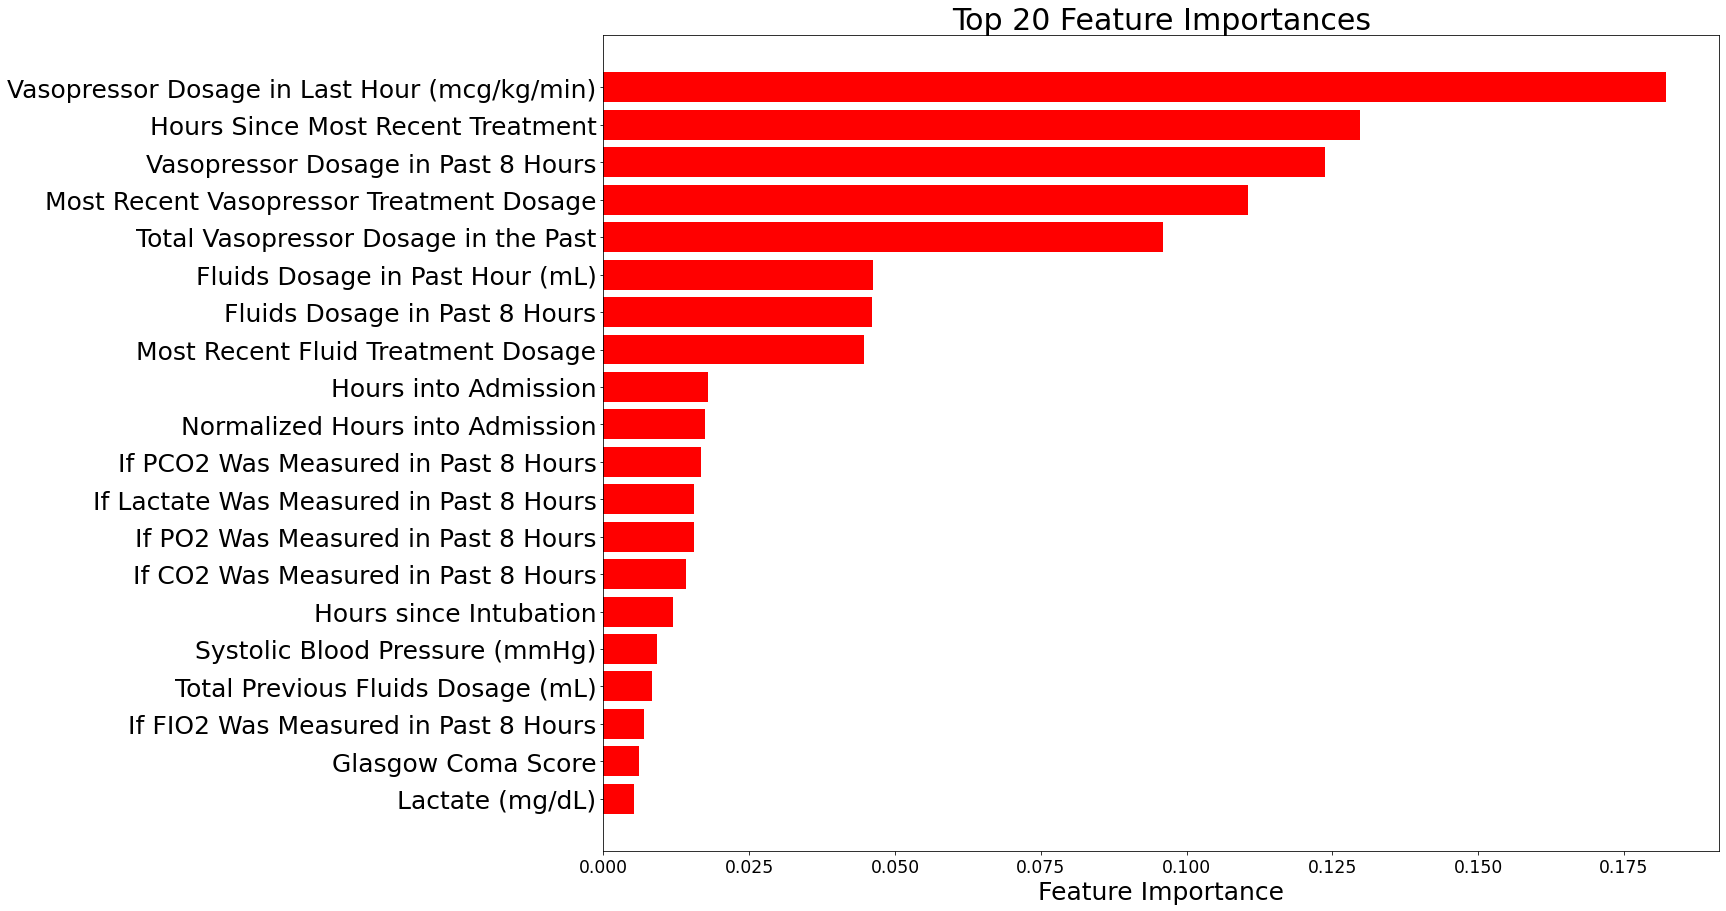 Top 20 Feature Importances
Vasopressor Dosage in Last Hour (mcg/kg/min)
Hours Since Most Recent Treatment
Vasopressor Dosage in Past 8 Hours
Most Recent Vasopressor Treatment Dosage
Total Vasopressor Dosage in the Past
Fluids Dosage in Past Hour (mL)
Fluids Dosage in Past 8 Hours
Most Recent Fluid Treatment Dosage
Hours into Admission
Normalized Hours into Admission
If PCO2 Was Measured in Past 8 Hours
If Lactate Was Measured in Past 8 Hours
If PO2 Was Measured in Past 8 Hours
If CO2 Was Measured in Past 8 Hours
Hours since Intubation
Systolic Blood Pressure (mmHg)
Total Previous Fluids Dosage (mL)
If FIO2 Was Measured in Past 8 Hours
Glasgow Coma Score
Lactate (mg/dL)
0.000 0.025 0.050 0.075 0.100 0.125 0.150 0.175
Feature Importance